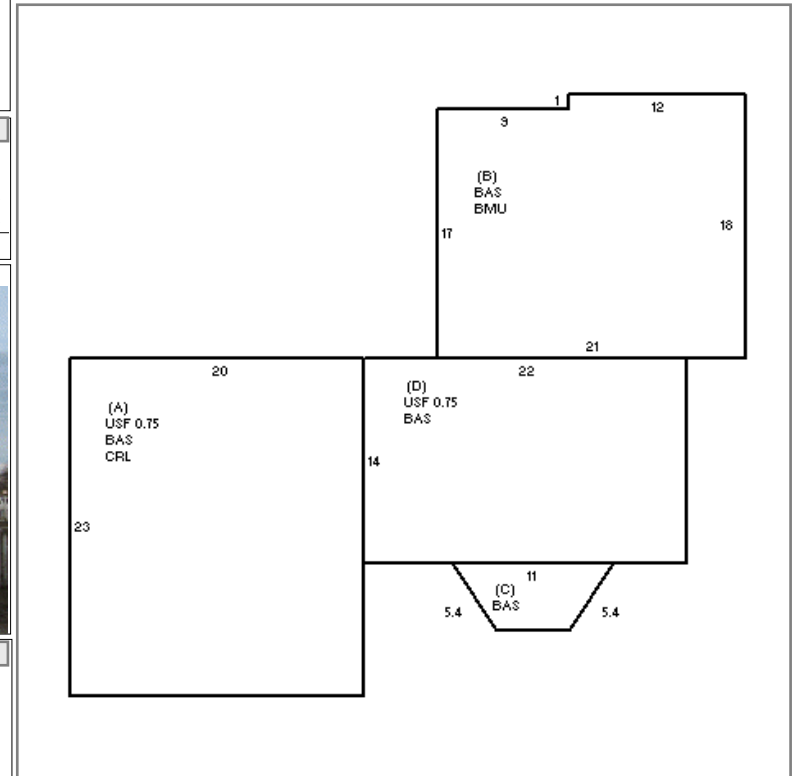 1
12
9
(B)
BAS
BMU
17
18
21
20
22
(A)
USF 0.75
BAS
CRL
(D)
USF 0.75
BAS
14
23
11
(C)
BAS
5.4
5.4